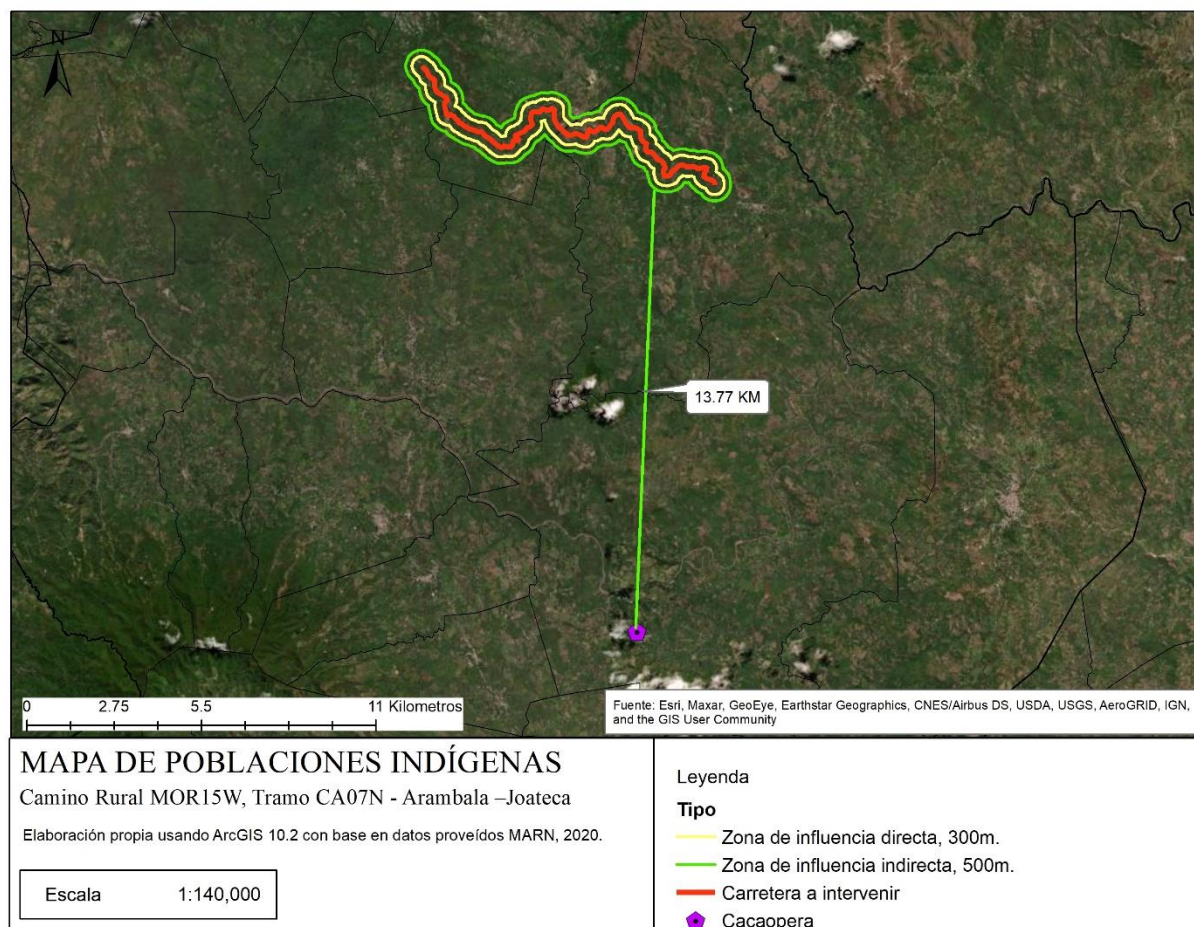 N
13.77 KM
0 2.75 5.5 11 Kilometros
Fuente: Esri, Maxar, GeoEye, Earthstar Geographics, CNES/Airbus DS, USDA, USGS, AeroGRID, IGN,
and the GIS User Community
MAPA DE POBLACIONES INDÍGENAS
Camino Rural MOR15W, Tramo CA07N - Arambala –Joateca
Elaboración propia usando ArcGIS 10.2 con base en datos proveídos MARN, 2020.
Escala 1:140,000
Leyenda
Tipo
Zona de influencia directa, 300m.
Zona de influencia indirecta, 500m.
Carretera a intervenir
Cacaopera